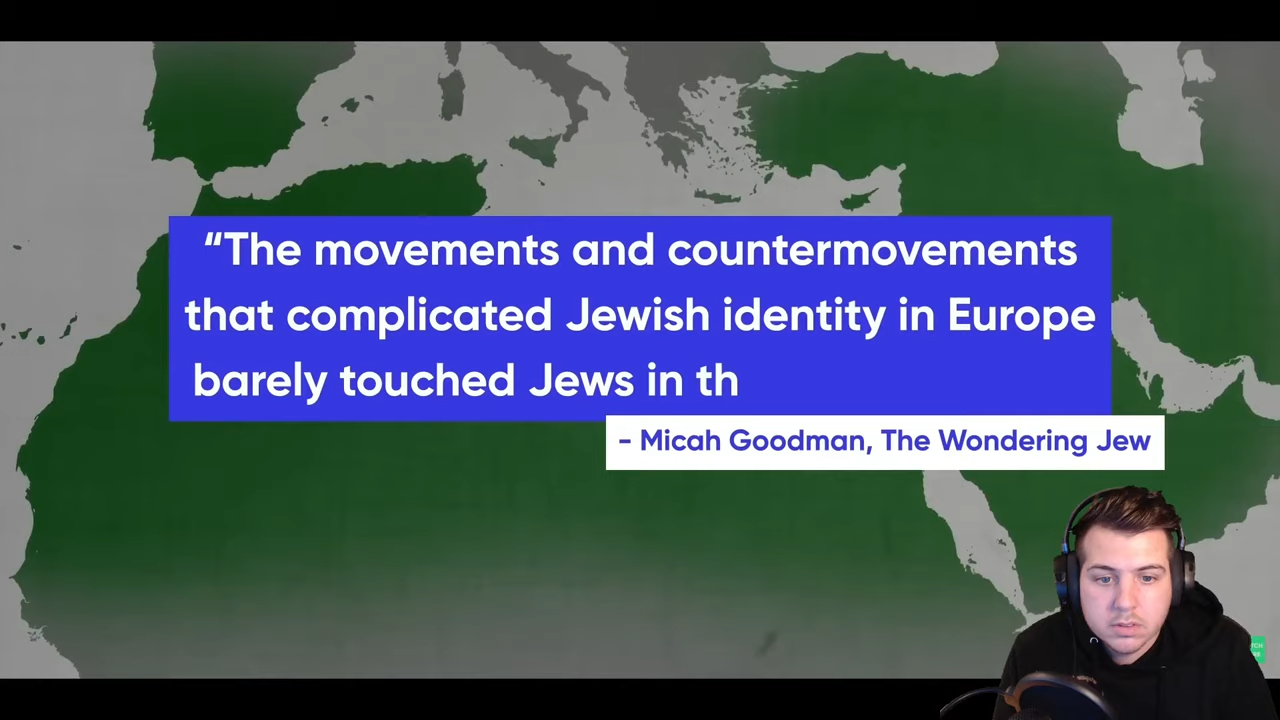 “The movements and countermovements
that complicated Jewish identity in Europe
barely touched Jews in th
- Micah Goodman, The Wondering Jew